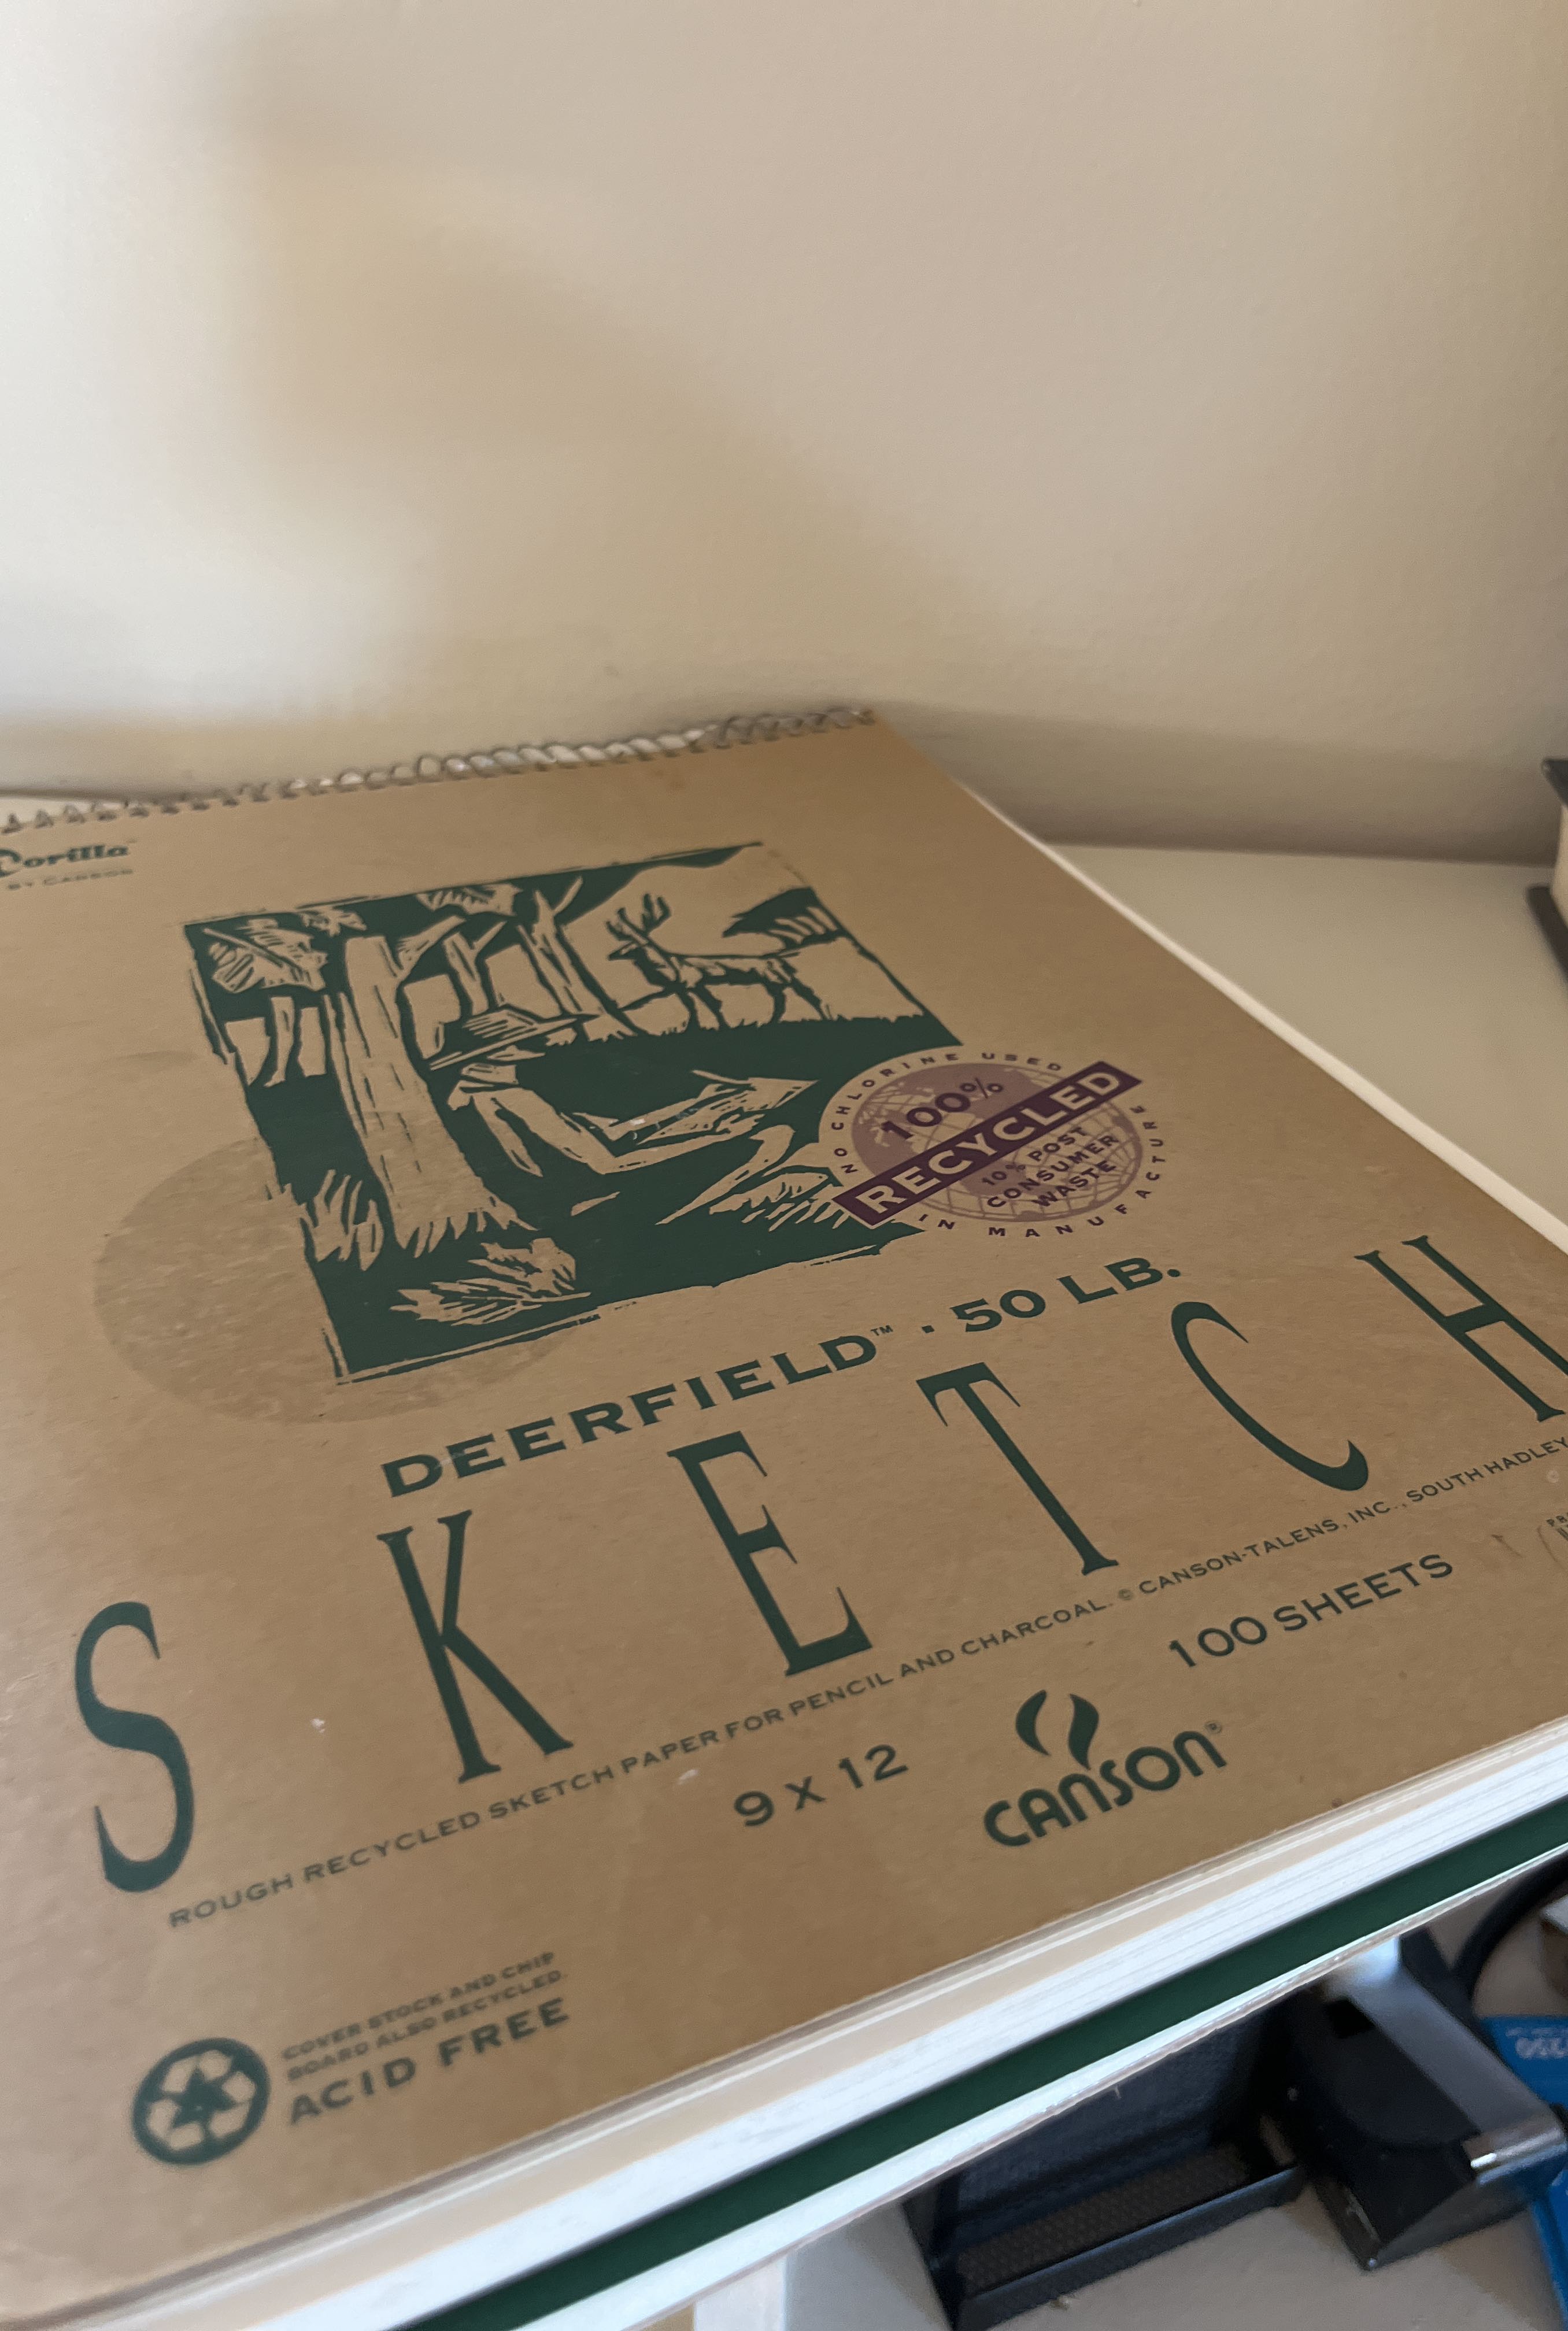 BY CANSON
NO CHLORINE USED
100%
RECYCLED
10% POST
CONSUMER
WASTE
IN MANUFACTURE
DEERFIELD™ ▪ 50 LB.
SKETCH
ROUGH RECYCLED SKETCH PAPER FOR PENCIL AND CHARCOAL. © CANSON-TALENS, INC., SOUTH HADLEY,
9 x 12
CANSON®
100 SHEETS
COVER STOCK AND CHIP
BOARD ALSO RECYCLED.
ACID FREE